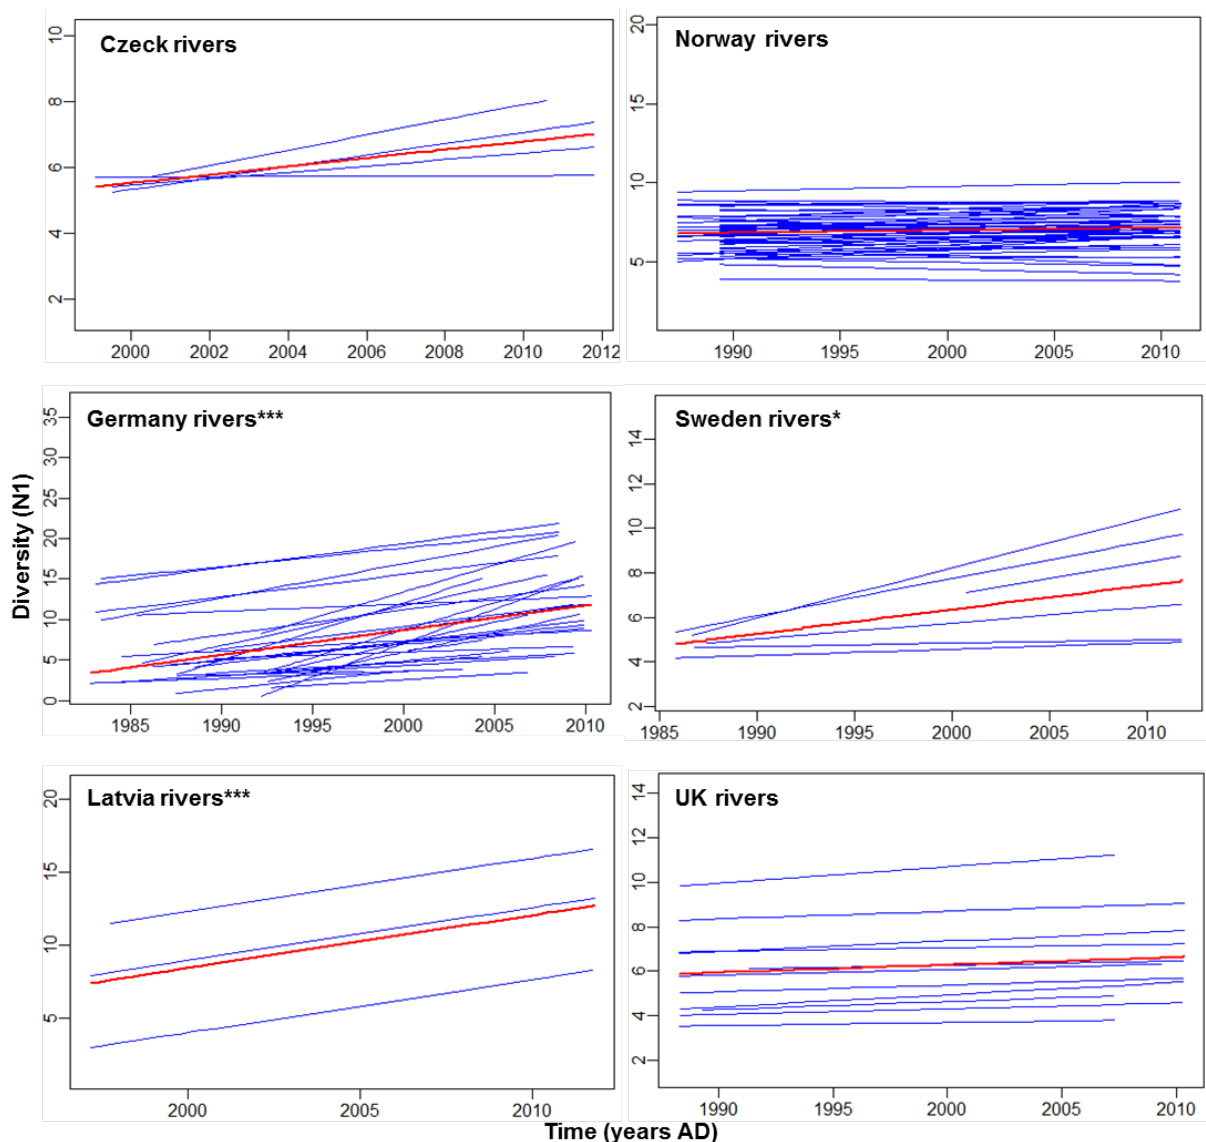 Czeck rivers
10
8
6
4
2
2000 2002 2004 2006 2008 2010 2012
Norway rivers
20
15
10
5
1990 1995 2000 2005 2010
Germany rivers***
35
30
25
20
15
10
5
0
1985 1990 1995 2000 2005 2010
Sweden rivers*
14
12
10
8
6
4
2
1985 1990 1995 2000 2005 2010
Diversity (N1)
Latvia rivers***
20
15
10
5
2000 2005 2010
UK rivers
14
12
10
8
6
4
2
1990 1995 2000 2005 2010
Time (years AD)